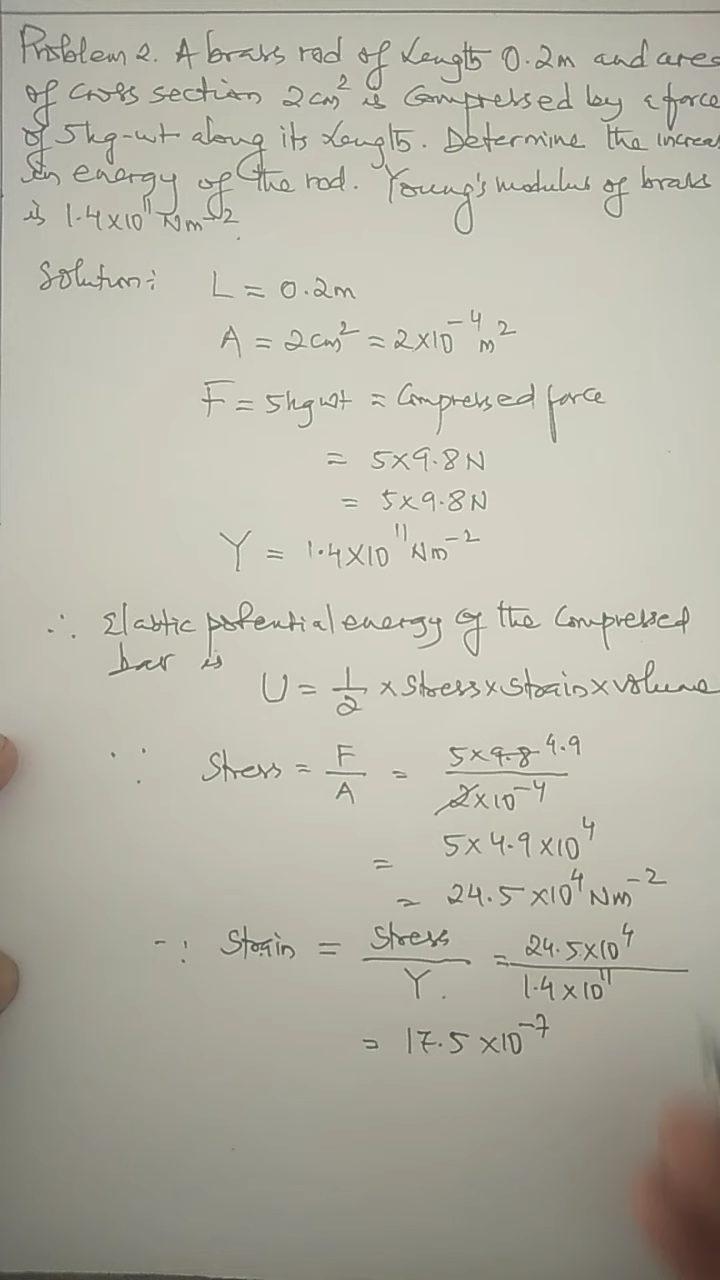 Problem 2. A brass rod of Length 0.2m and area
of cross section 2cm² is Compressed by a force
of 5kg-wt along its Length. Determine the increas
in energy of the rod. Young's modulus of brass
is 1.4×10¹¹ Nm⁻².
Solution: L = 0.2m
A = 2cm² = 2×10⁻⁴ m²
F = 5kg wt = Compressed force
= 5×9.8N
= 5×9.8N
Y = 1.4×10¹¹ Nm⁻²
∴ Elastic potential energy of the Compressed
bar is
U = 1/2 × Stress × Strain × volume
∵ Stress = F/A = 5×9.8 4.9 / 2×10⁻⁴
= 5×4.9×10⁴
= 24.5×10⁴ Nm⁻²
∵ Strain = Stress/Y. = 24.5×10⁴ / 1.4×10¹¹
= 17.5×10⁻⁷